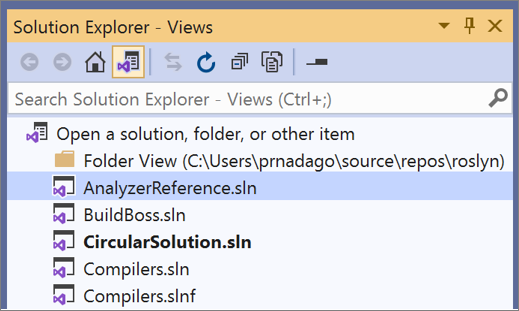 Solution Explorer - Views
Search Solution Explorer - Views (Ctrl+;)
Open a solution, folder, or other item
Folder View (C:\Users\prnadago\source\repos\roslyn)
AnalyzerReference.sln
BuildBoss.sln
CircularSolution.sln
Compilers.sln
Compilers.slnf